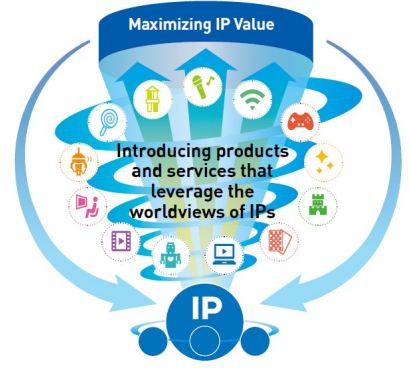 Maximizing IP Value
Introducing products
and services that
leverage the
worldviews of IPs
IP